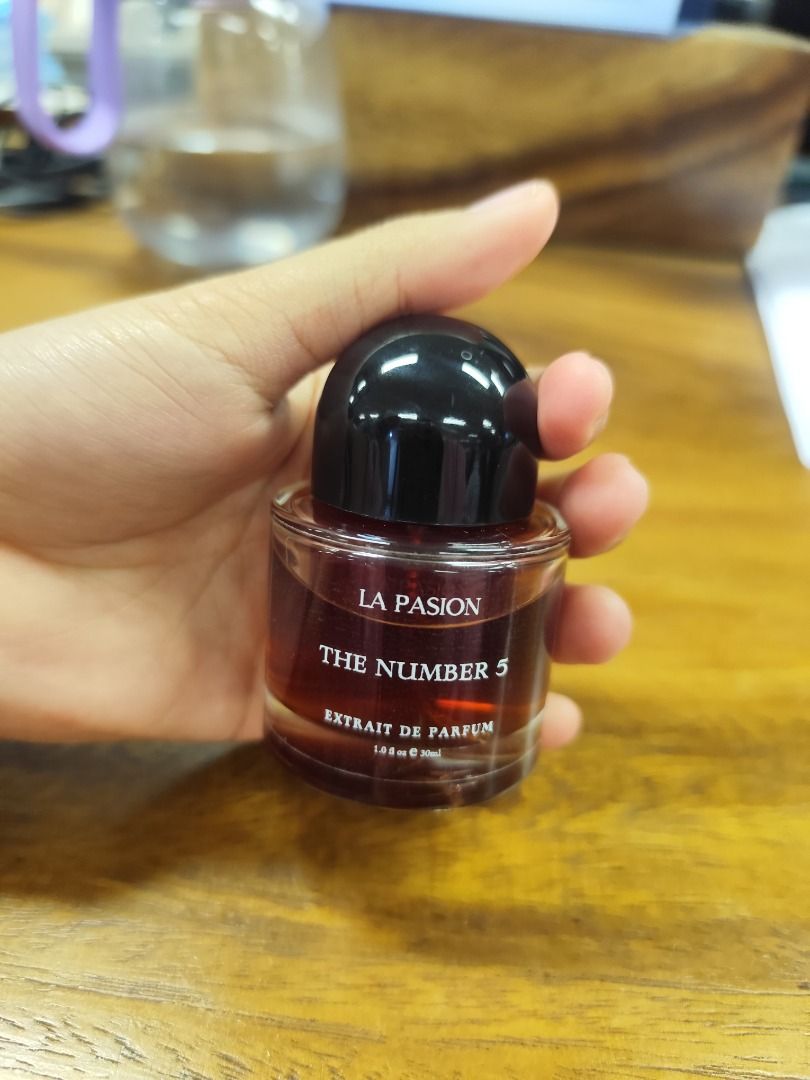 LA PASION
THE NUMBER 5
EXTRAIT DE PARFUM
1.0 fl oz e 30ml